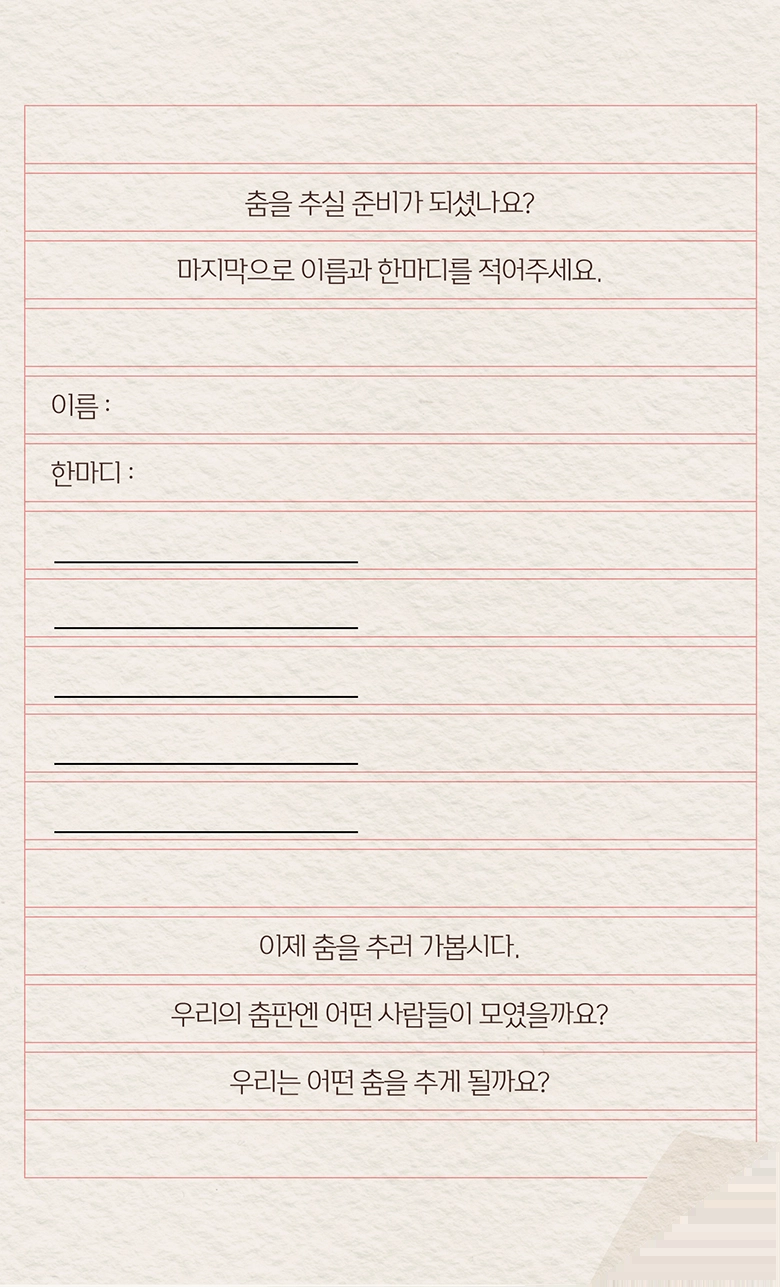 춤을 추실 준비가 되셨나요?
마지막으로 이름과 한마디를 적어주세요.
이름 :
한마디 :
이제 춤을 추러 가봅시다.
우리의 춤판엔 어떤 사람들이 모였을까요?
우리는 어떤 춤을 추게 될까요?